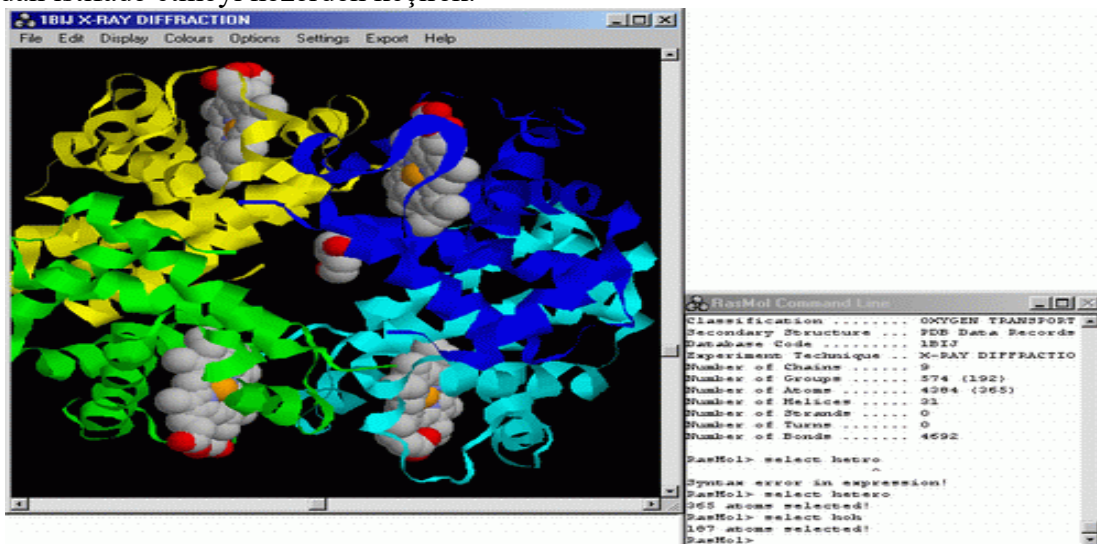 1BIJ X-RAY DIFFRACTION
File Edit Display Colours Options Settings Export Help
RasMol Command Line
Classification ........ OXYGEN TRANSPORT
Secondary Structure .. PDB Data Records
Database Code ......... 1BIJ
Experiment Technique .. X-RAY DIFFRACTIO
Number of Chains ...... 9
Number of Groups ...... 574 (192)
Number of Atoms ....... 4384 (365)
Number of Helices ..... 31
Number of Strands ..... 0
Number of Turns ....... 0
Number of Bonds ....... 4692
RasMol> select hetro
^
Syntax error in expression!
RasMol> select hetero
365 atoms selected!
RasMol> select hoh
187 atoms selected!
RasMol>